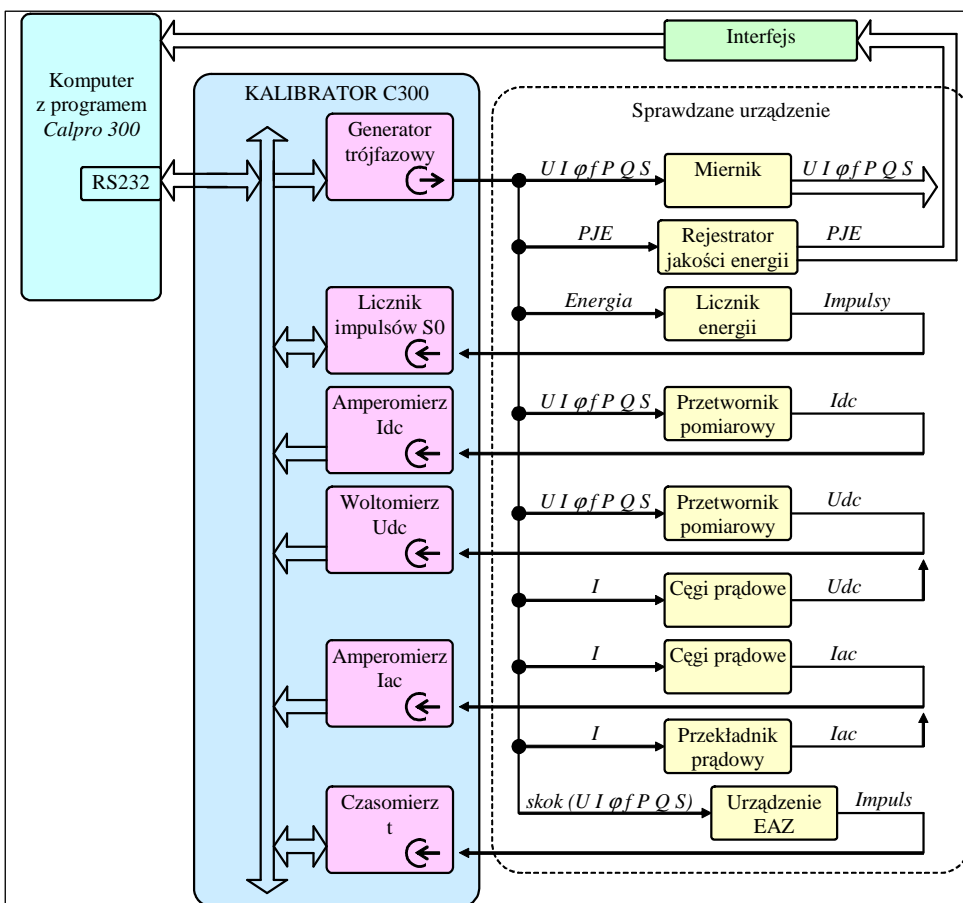 Komputer
z programem
Calpro 300
RS232
Interfejs
KALIBRATOR C300
Generator
trójfazowy
Licznik
impulsów S0
Amperomierz
Idc
Woltomierz
Udc
Amperomierz
Iac
Czasomierz
t
Sprawdzane urządzenie
U I φ f P Q S
Miernik
U I φ f P Q S
PJE
Rejestrator
jakości energii
PJE
Energia
Licznik
energii
Impulsy
U I φ f P Q S
Przetwornik
pomiarowy
Idc
U I φ f P Q S
Przetwornik
pomiarowy
Udc
I
Cęgi prądowe
Udc
I
Cęgi prądowe
Iac
I
Przekładnik
prądowy
Iac
skok (U I φ f P Q S)
Urządzenie
EAZ
Impuls